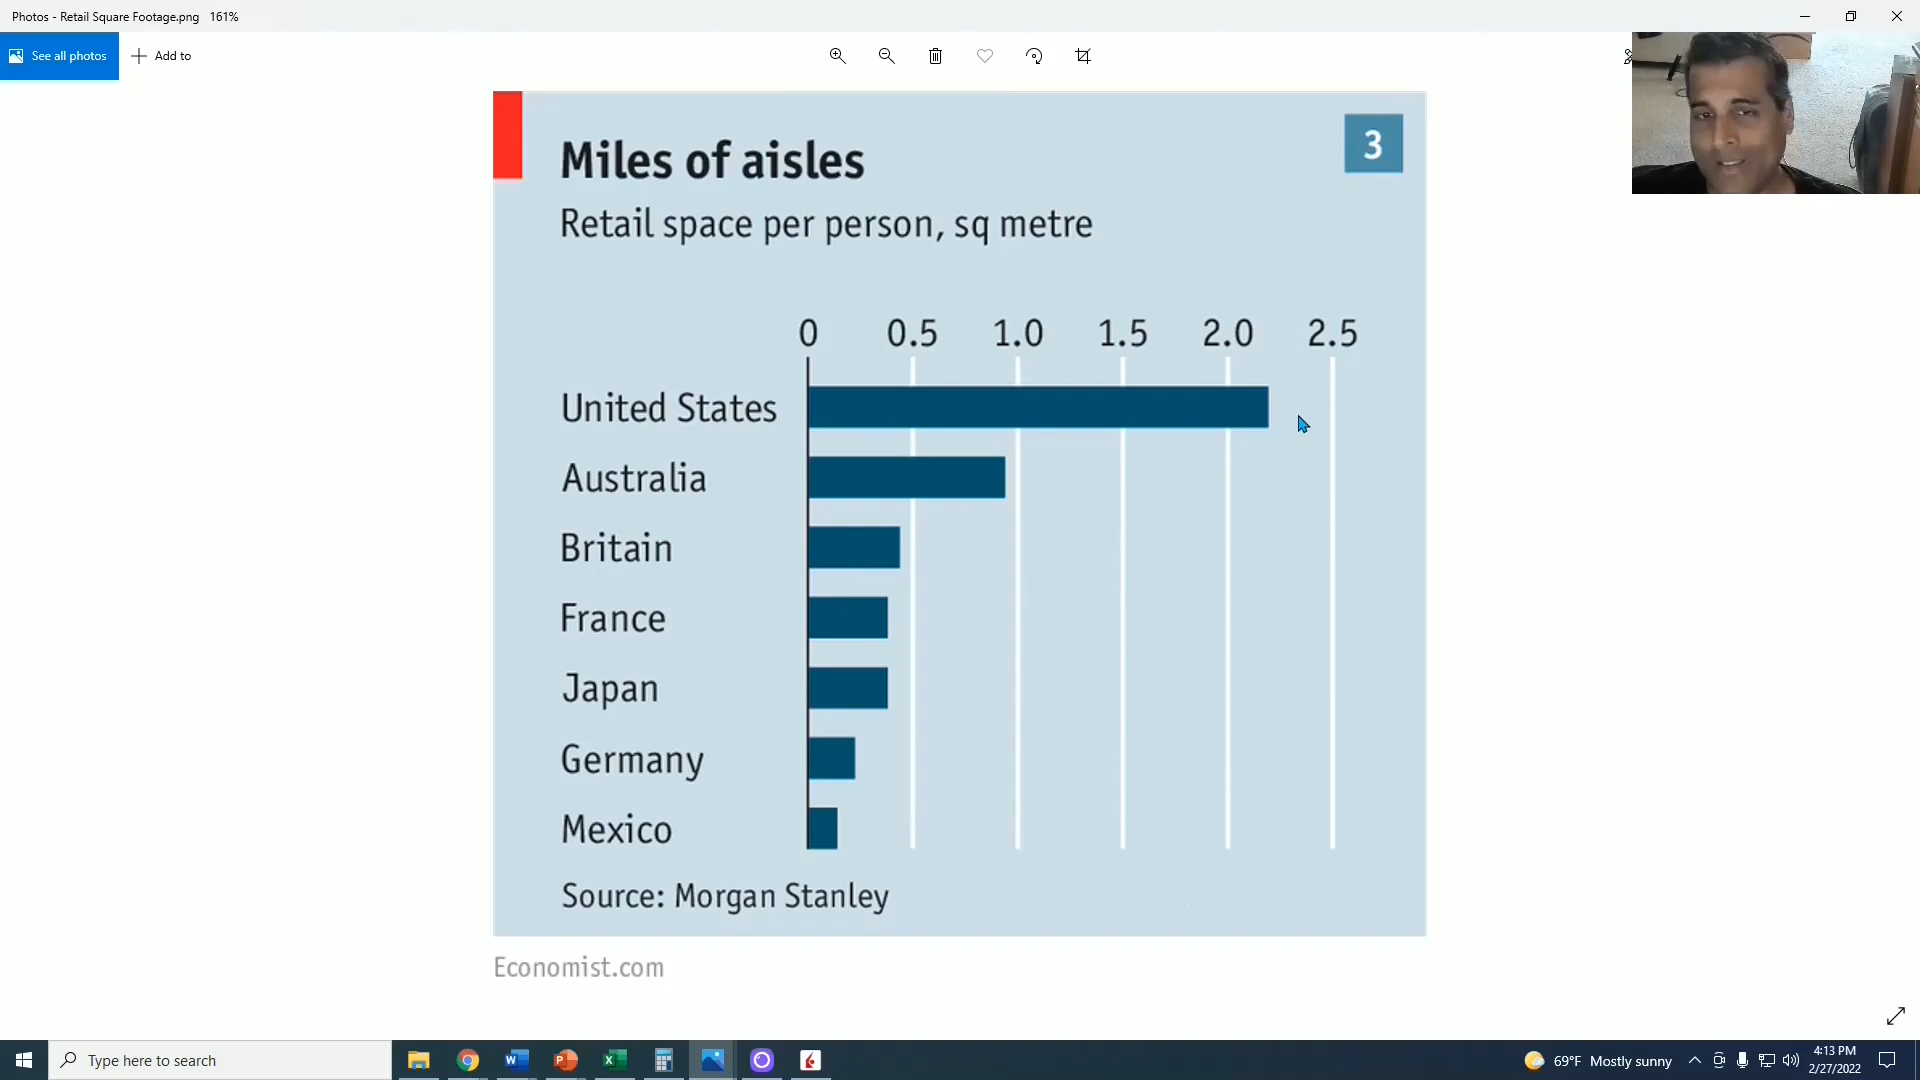 Photos - Retail Square Footage.png 161%
See all photos
Add to
Miles of aisles
3
Retail space per person, sq metre
0 0.5 1.0 1.5 2.0 2.5
United States
Australia
Britain
France
Japan
Germany
Mexico
Source: Morgan Stanley
Economist.com
Type here to search
69°F Mostly sunny
4:13 PM
2/27/2022